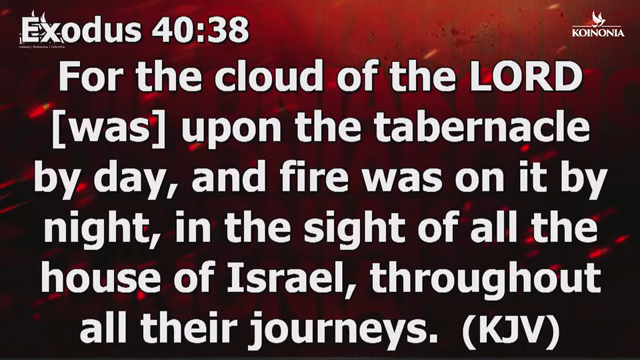 Exodus 40:38
KOINONIA
For the cloud of the LORD
[was] upon the tabernacle
by day, and fire was on it by
night, in the sight of all the
house of Israel, throughout
all their journeys. (KJV)